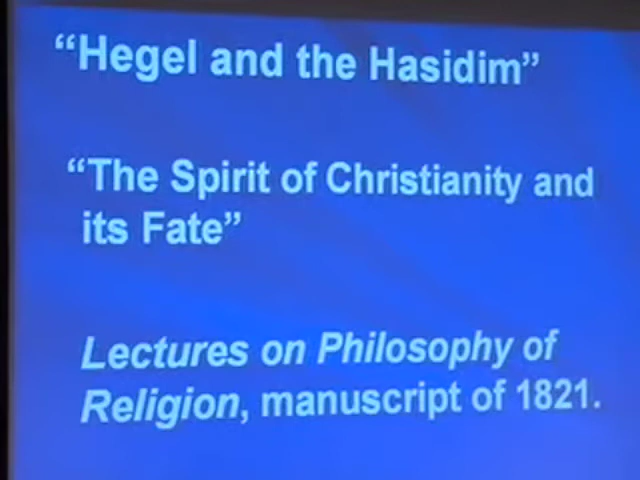 “Hegel and the Hasidim”
“The Spirit of Christianity and
its Fate”
Lectures on Philosophy of
Religion, manuscript of 1821.